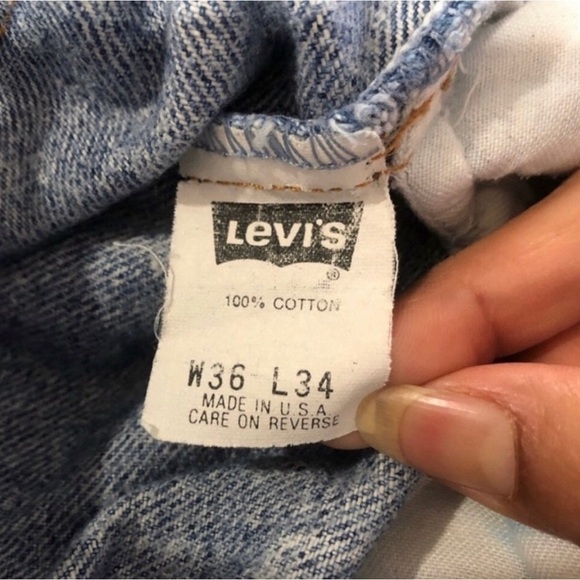 Levi's
®
100% COTTON
W36 L34
MADE IN U.S.A
CARE ON REVERSE